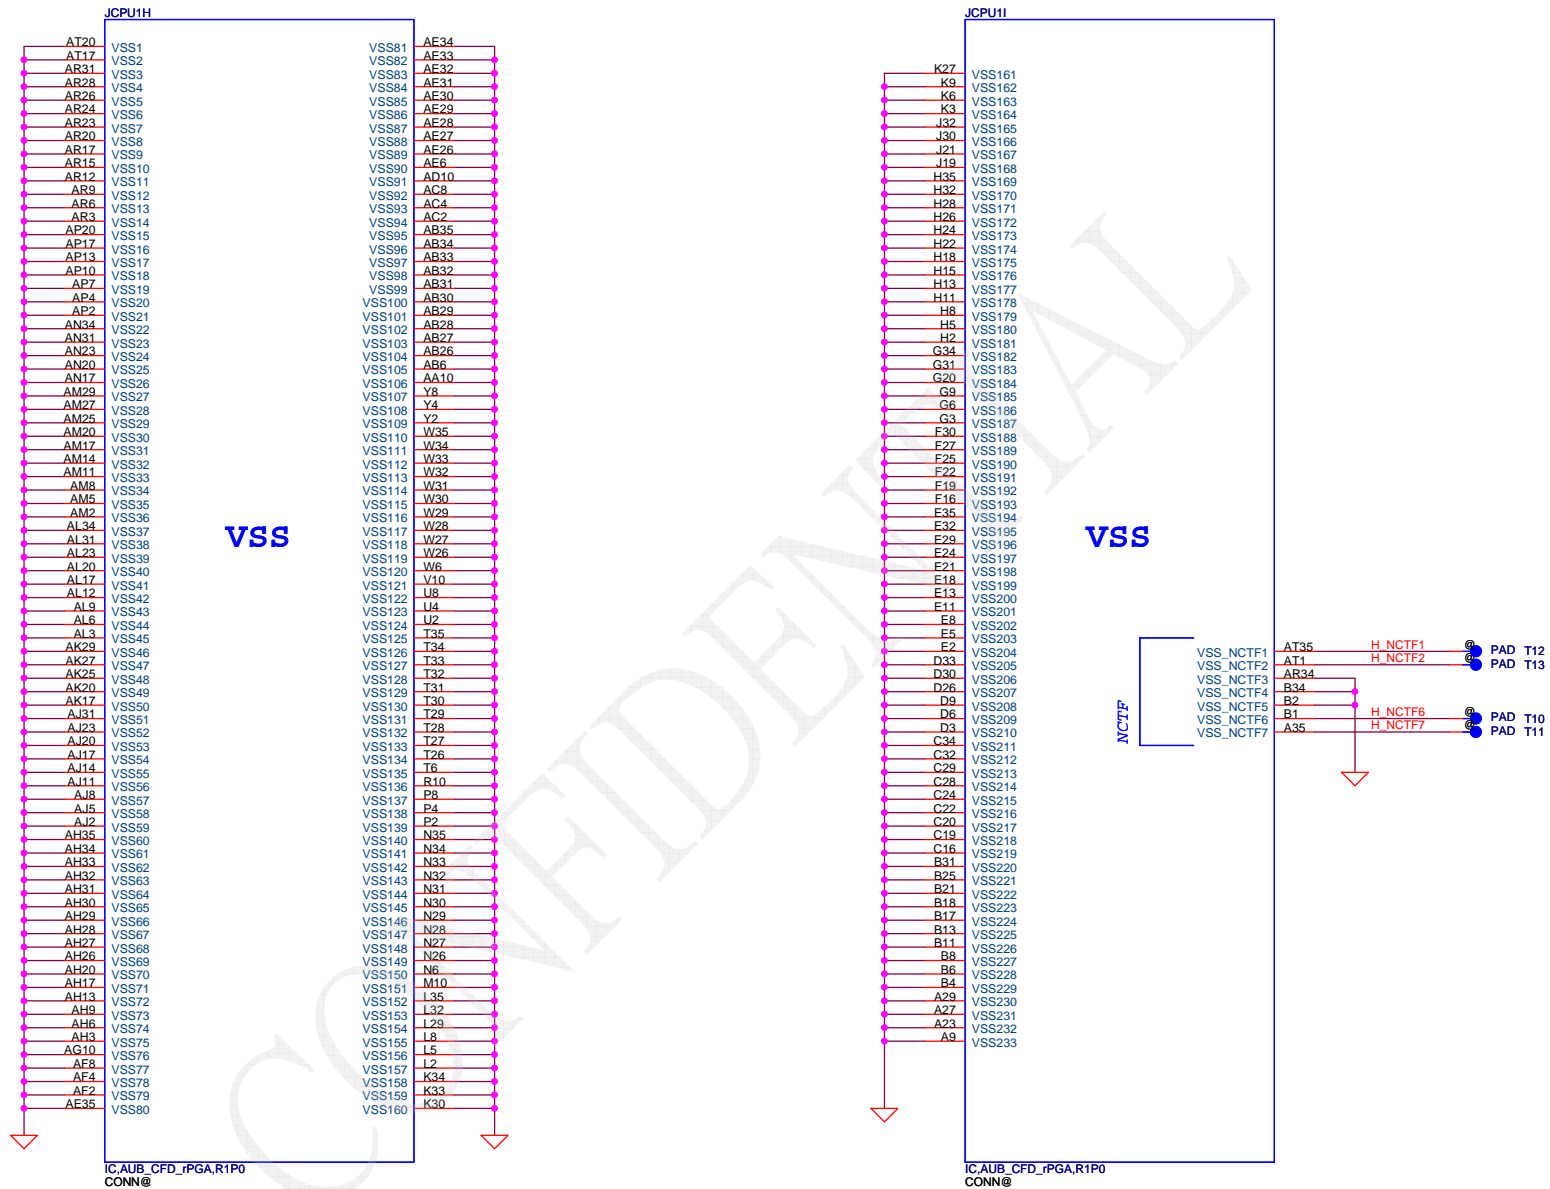 JCPU1H
AT20 VSS1 VSS81 AE34
AT17 VSS2 VSS82 AE33
AR31 VSS3 VSS83 AE32
AR28 VSS4 VSS84 AE31
AR26 VSS5 VSS85 AE30
AR24 VSS6 VSS86 AE29
AR23 VSS7 VSS87 AE28
AR20 VSS8 VSS88 AE27
AR17 VSS9 VSS89 AE26
AR15 VSS10 VSS90 AE6
AR12 VSS11 VSS91 AD10
AR9 VSS12 VSS92 AC8
AR6 VSS13 VSS93 AC4
AR3 VSS14 VSS94 AC2
AP20 VSS15 VSS95 AB35
AP17 VSS16 VSS96 AB34
AP13 VSS17 VSS97 AB33
AP10 VSS18 VSS98 AB32
AP7 VSS19 VSS99 AB31
AP4 VSS20 VSS100 AB30
AP2 VSS21 VSS101 AB29
AN34 VSS22 VSS102 AB28
AN31 VSS23 VSS103 AB27
AN23 VSS24 VSS104 AB26
AN20 VSS25 VSS105 AB6
AN17 VSS26 VSS106 AA10
AM29 VSS27 VSS107 Y8
AM27 VSS28 VSS108 Y4
AM25 VSS29 VSS109 Y2
AM20 VSS30 VSS110 W35
AM17 VSS31 VSS111 W34
AM14 VSS32 VSS112 W33
AM11 VSS33 VSS113 W32
AM8 VSS34 VSS114 W31
AM5 VSS35 VSS115 W30
AM2 VSS36 VSS116 W29
AL34 VSS37 VSS117 W28
AL31 VSS38 VSS118 W27
AL23 VSS39 VSS119 W26
AL20 VSS40 VSS120 W6
AL17 VSS41 VSS121 V10
AL12 VSS42 VSS122 U8
AL9 VSS43 VSS123 U4
AL6 VSS44 VSS124 U2
AL3 VSS45 VSS125 T35
AK29 VSS46 VSS126 T34
AK27 VSS47 VSS127 T33
AK25 VSS48 VSS128 T32
AK20 VSS49 VSS129 T31
AK17 VSS50 VSS130 T30
AJ31 VSS51 VSS131 T29
AJ23 VSS52 VSS132 T28
AJ20 VSS53 VSS133 T27
AJ17 VSS54 VSS134 T26
AJ14 VSS55 VSS135 T6
AJ11 VSS56 VSS136 R10
AJ8 VSS57 VSS137 P8
AJ5 VSS58 VSS138 P4
AJ2 VSS59 VSS139 P2
AH35 VSS60 VSS140 N35
AH34 VSS61 VSS141 N34
AH33 VSS62 VSS142 N33
AH32 VSS63 VSS143 N32
AH31 VSS64 VSS144 N31
AH30 VSS65 VSS145 N30
AH29 VSS66 VSS146 N29
AH28 VSS67 VSS147 N28
AH27 VSS68 VSS148 N27
AH26 VSS69 VSS149 N26
AH20 VSS70 VSS150 N6
AH17 VSS71 VSS151 M10
AH13 VSS72 VSS152 L35
AH9 VSS73 VSS153 L32
AH6 VSS74 VSS154 L29
AH3 VSS75 VSS155 L8
AG10 VSS76 VSS156 L5
AF8 VSS77 VSS157 L2
AF4 VSS78 VSS158 K34
AF2 VSS79 VSS159 K33
AE35 VSS80 VSS160 K30
VSS
IC,AUB_CFD_rPGA,R1P0
CONN@
JCPU1I
K27 VSS161
K9 VSS162
K6 VSS163
K3 VSS164
J32 VSS165
J30 VSS166
J21 VSS167
J19 VSS168
H35 VSS169
H32 VSS170
H28 VSS171
H26 VSS172
H24 VSS173
H22 VSS174
H18 VSS175
H15 VSS176
H13 VSS177
H11 VSS178
H8 VSS179
H5 VSS180
H2 VSS181
G34 VSS182
G31 VSS183
G20 VSS184
G9 VSS185
G6 VSS186
G3 VSS187
F30 VSS188
F27 VSS189
F25 VSS190
F22 VSS191
F19 VSS192
F16 VSS193
E35 VSS194
E32 VSS195
E29 VSS196
E24 VSS197
E21 VSS198
E18 VSS199
E13 VSS200
E11 VSS201
E8 VSS202
E5 VSS203
E2 VSS204
D33 VSS205
D30 VSS206
D26 VSS207
D9 VSS208
D6 VSS209
D3 VSS210
C34 VSS211
C32 VSS212
C29 VSS213
C28 VSS214
C24 VSS215
C22 VSS216
C20 VSS217
C19 VSS218
C16 VSS219
B31 VSS220
B25 VSS221
B21 VSS222
B18 VSS223
B17 VSS224
B13 VSS225
B11 VSS226
B8 VSS227
B6 VSS228
B4 VSS229
A29 VSS230
A27 VSS231
A23 VSS232
A9 VSS233
VSS
NCTF
VSS_NCTF1 AT35 H_NCTF1 @ PAD T12
VSS_NCTF2 AT1 H_NCTF2 @ PAD T13
VSS_NCTF3 AR34
VSS_NCTF4 B34
VSS_NCTF5 B2
VSS_NCTF6 B1 H_NCTF6 @ PAD T10
VSS_NCTF7 A35 H_NCTF7 @ PAD T11
IC,AUB_CFD_rPGA,R1P0
CONN@
CONFIDENTIAL